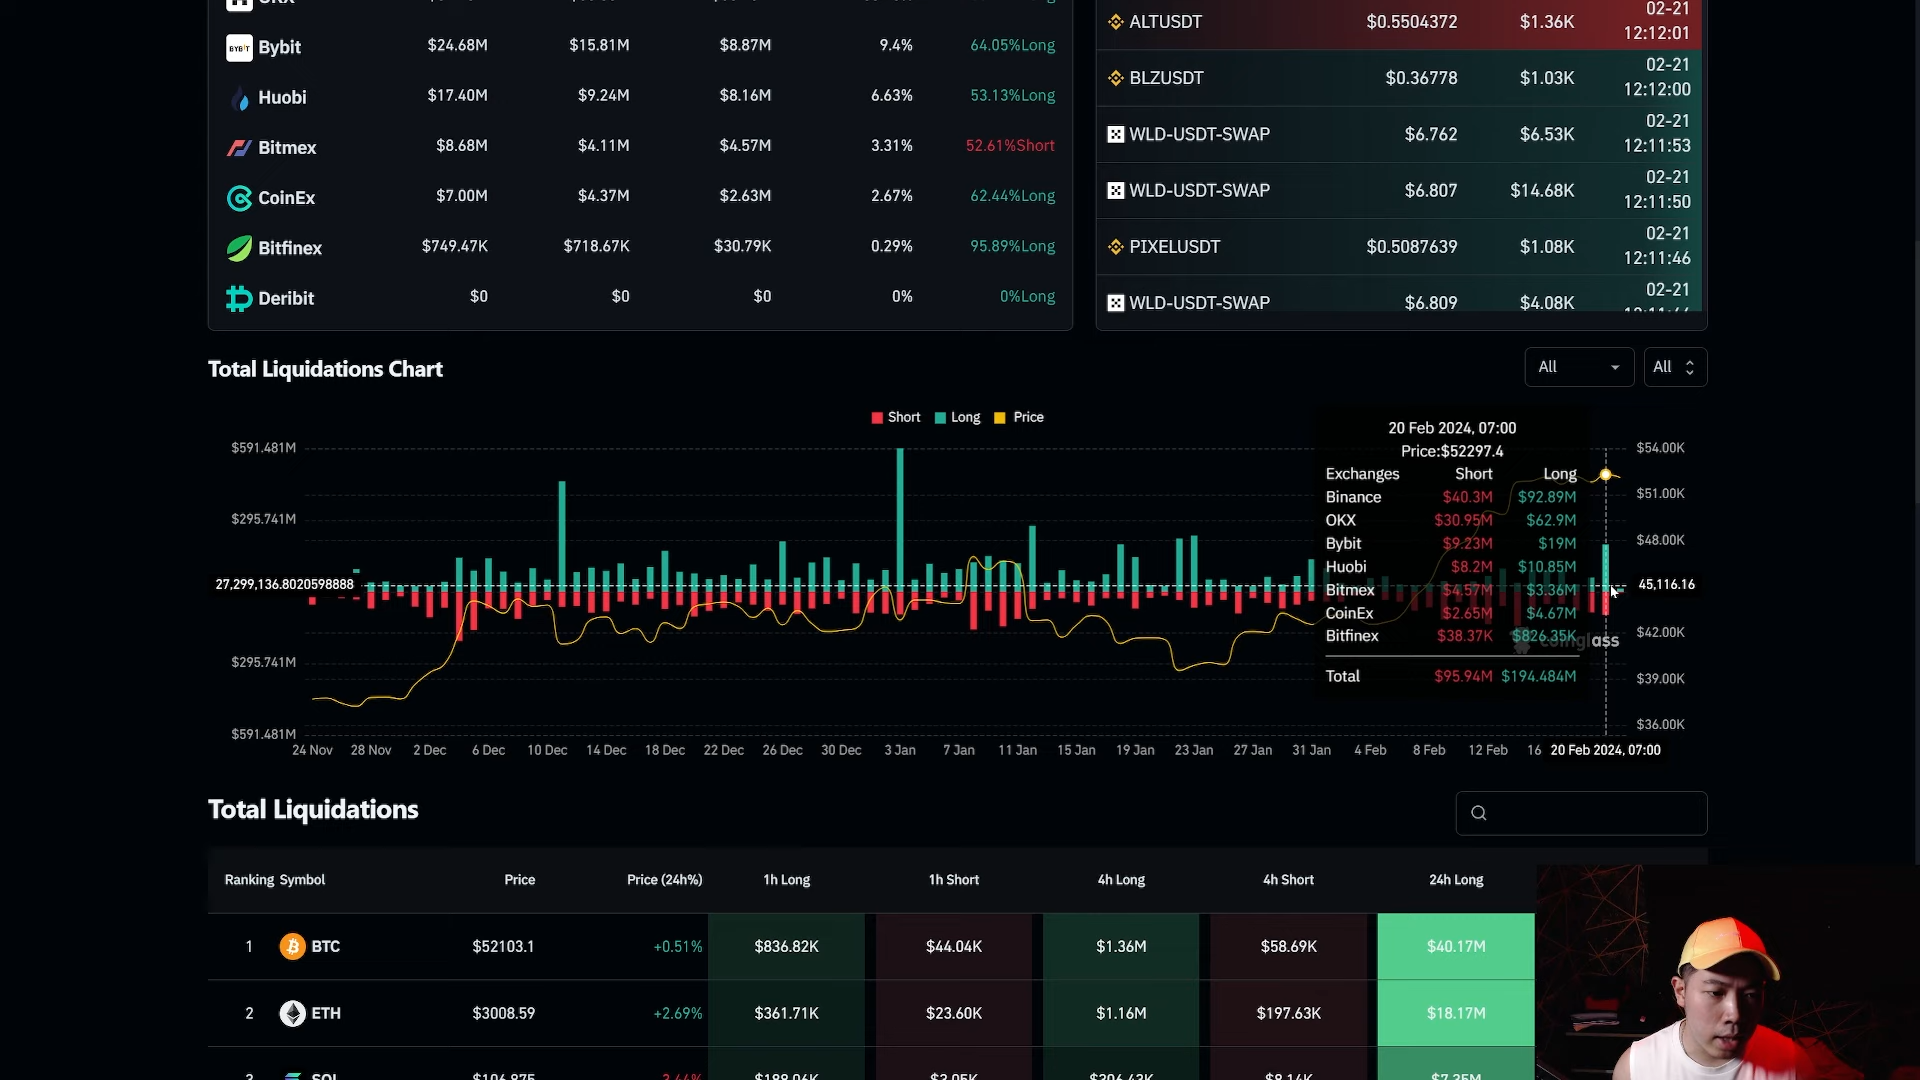 Bybit $24.68M $15.81M $8.87M 9.4% 64.05%Long
Huobi $17.40M $9.24M $8.16M 6.63% 53.13%Long
Bitmex $8.68M $4.11M $4.57M 3.31% 52.61%Short
CoinEx $7.00M $4.37M $2.63M 2.67% 62.44%Long
Bitfinex $749.47K $718.67K $30.79K 0.29% 95.89%Long
Deribit $0 $0 $0 0% 0%Long
ALTUSDT $0.5504372 $1.36K 02-21
12:12:01
BLZUSDT $0.36778 $1.03K 02-21
12:12:00
WLD-USDT-SWAP $6.762 $6.53K 02-21
12:11:53
WLD-USDT-SWAP $6.807 $14.68K 02-21
12:11:50
PIXELUSDT $0.5087639 $1.08K 02-21
12:11:46
WLD-USDT-SWAP $6.809 $4.08K 02-21
Total Liquidations Chart
All All
Short Long Price
$591.481M
$295.741M
27,299,136.8020598888
$295.741M
$591.481M
20 Feb 2024, 07:00
Price:$52297.4
Exchanges Short Long
Binance $40.3M $92.89M
OKX $30.95M $62.9M
Bybit $9.23M $19M
Huobi $8.2M $10.85M
Bitmex $4.57M $3.36M
CoinEx $2.65M $4.67M
Bitfinex $38.37K $826.35K
Total $95.94M $194.484M
coinglass
$54.00K
$51.00K
$48.00K
45,116.16
$42.00K
$39.00K
$36.00K
24 Nov 28 Nov 2 Dec 6 Dec 10 Dec 14 Dec 18 Dec 22 Dec 26 Dec 30 Dec 3 Jan 7 Jan 11 Jan 15 Jan 19 Jan 23 Jan 27 Jan 31 Jan 4 Feb 8 Feb 12 Feb 16 20 Feb 2024, 07:00
Total Liquidations
Ranking Symbol Price Price (24h%) 1h Long 1h Short 4h Long 4h Short 24h Long
1 BTC $52103.1 +0.51% $836.82K $44.04K $1.36M $58.69K $40.17M
2 ETH $3008.59 +2.69% $361.71K $23.60K $1.16M $197.63K $18.17M